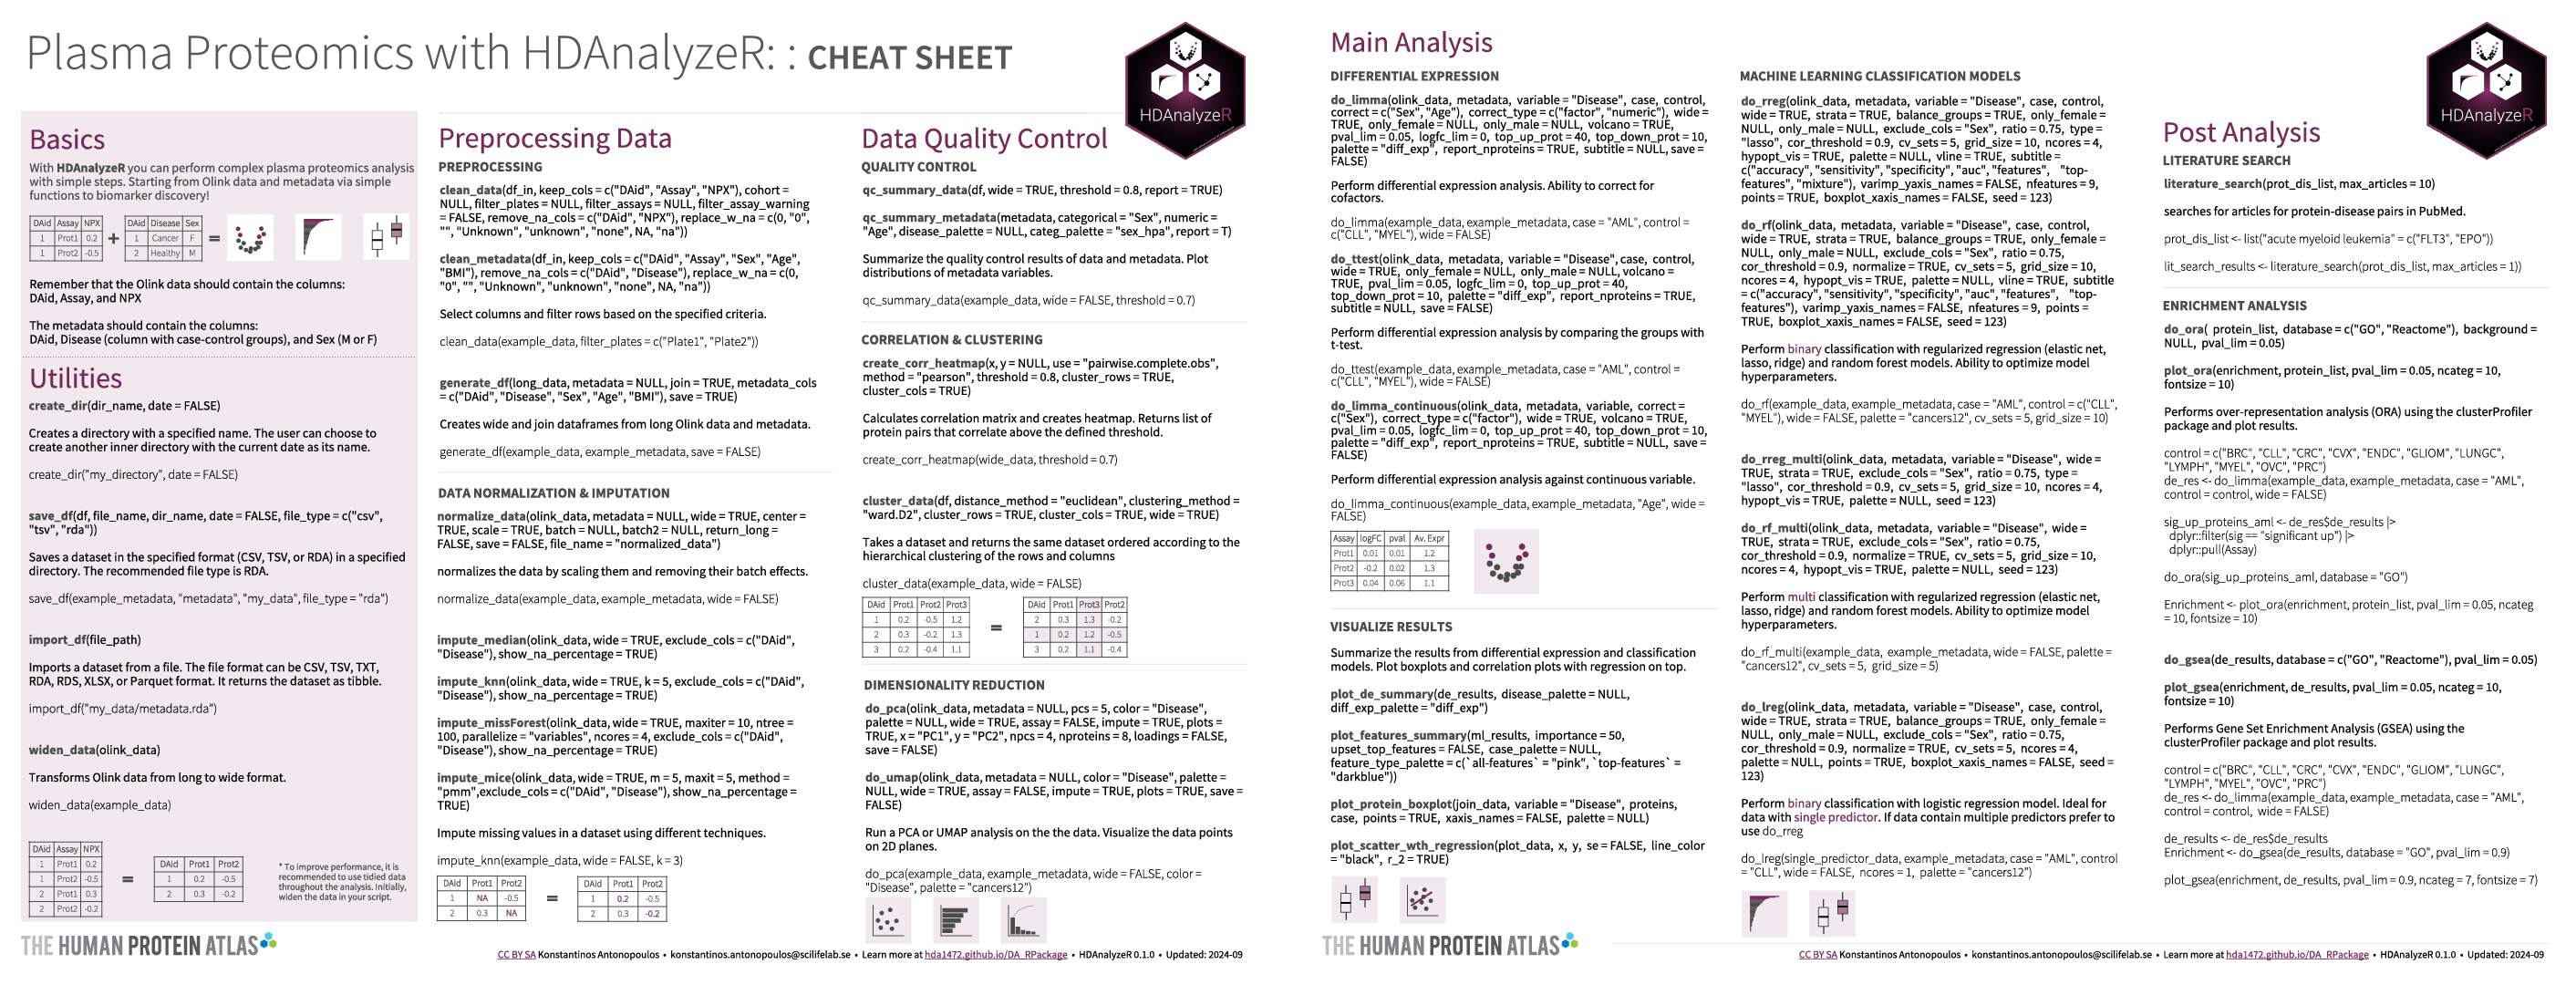 Plasma Proteomics with HDAnalyzeR: : CHEAT SHEET
HDAnalyzeR
Basics
With HDAnalyzeR you can perform complex plasma proteomics analysis
with simple steps. Starting from Olink data and metadata via simple
functions to biomarker discovery!
DAid Assay NPX
1 Prot1 0.2
1 Prot2 -0.5
+
DAid Disease Sex
1 Cancer F
2 Healthy M
=
Remember that the Olink data should contain the columns:
DAid, Assay, and NPX
The metadata should contain the columns:
DAid, Disease (column with case-control groups), and Sex (M or F)
Utilities
create_dir(dir_name, date = FALSE)
Creates a directory with a specified name. The user can choose to
create another inner directory with the current date as its name.
create_dir("my_directory", date = FALSE)
save_df(df, file_name, dir_name, date = FALSE, file_type = c("csv",
"tsv", "rda"))
Saves a dataset in the specified format (CSV, TSV, or RDA) in a specified
directory. The recommended file type is RDA.
save_df(example_metadata, "metadata", "my_data", file_type = "rda")
import_df(file_path)
Imports a dataset from a file. The file format can be CSV, TSV, TXT,
RDA, RDS, XLSX, or Parquet format. It returns the dataset as tibble.
import_df("my_data/metadata.rda")
widen_data(olink_data)
Transforms Olink data from long to wide format.
widen_data(example_data)
DAid Assay NPX
1 Prot1 0.2
1 Prot2 -0.5
2 Prot1 0.3
2 Prot2 -0.2
=
DAid Prot1 Prot2
1 0.2 -0.5
2 0.3 -0.2
* To improve performance, it is
recommended to use tidied data
throughout the analysis. Initially,
widen the data in your script.
THE HUMAN PROTEIN ATLAS
Preprocessing Data
PREPROCESSING
clean_data(df_in, keep_cols = c("DAid", "Assay", "NPX"), cohort =
NULL, filter_plates = NULL, filter_assays = NULL, filter_assay_warning
= FALSE, remove_na_cols = c("DAid", "NPX"), replace_w_na = c(0, "0",
"", "Unknown", "unknown", "none", NA, "na"))
clean_metadata(df_in, keep_cols = c("DAid", "Assay", "Sex", "Age",
"BMI"), remove_na_cols = c("DAid", "Disease"), replace_w_na = c(0,
"0", "", "Unknown", "unknown", "none", NA, "na"))
Select columns and filter rows based on the specified criteria.
clean_data(example_data, filter_plates = c("Plate1", "Plate2"))
generate_df(long_data, metadata = NULL, join = TRUE, metadata_cols
= c("DAid", "Disease", "Sex", "Age", "BMI"), save = TRUE)
Creates wide and join dataframes from long Olink data and metadata.
generate_df(example_data, example_metadata, save = FALSE)
DATA NORMALIZATION & IMPUTATION
normalize_data(olink_data, metadata = NULL, wide = TRUE, center =
TRUE, scale = TRUE, batch = NULL, batch2 = NULL, return_long =
FALSE, save = FALSE, file_name = "normalized_data")
normalizes the data by scaling them and removing their batch effects.
normalize_data(example_data, example_metadata, wide = FALSE)
impute_median(olink_data, wide = TRUE, exclude_cols = c("DAid",
"Disease"), show_na_percentage = TRUE)
impute_knn(olink_data, wide = TRUE, k = 5, exclude_cols = c("DAid",
"Disease"), show_na_percentage = TRUE)
impute_missForest(olink_data, wide = TRUE, maxiter = 10, ntree =
100, parallelize = "variables", ncores = 4, exclude_cols = c("DAid",
"Disease"), show_na_percentage = TRUE)
impute_mice(olink_data, wide = TRUE, m = 5, maxit = 5, method =
"pmm",exclude_cols = c("DAid", "Disease"), show_na_percentage =
TRUE)
Impute missing values in a dataset using different techniques.
impute_knn(example_data, wide = FALSE, k = 3)
DAid Prot1 Prot2
1 NA -0.5
2 0.3 NA
=
DAid Prot1 Prot2
1 0.2 -0.5
2 0.3 -0.2
Data Quality Control
QUALITY CONTROL
qc_summary_data(df, wide = TRUE, threshold = 0.8, report = TRUE)
qc_summary_metadata(metadata, categorical = "Sex", numeric =
"Age", disease_palette = NULL, categ_palette = "sex_hpa", report = T)
Summarize the quality control results of data and metadata. Plot
distributions of metadata variables.
qc_summary_data(example_data, wide = FALSE, threshold = 0.7)
CORRELATION & CLUSTERING
create_corr_heatmap(x, y = NULL, use = "pairwise.complete.obs",
method = "pearson", threshold = 0.8, cluster_rows = TRUE,
cluster_cols = TRUE)
Calculates correlation matrix and creates heatmap. Returns list of
protein pairs that correlate above the defined threshold.
create_corr_heatmap(wide_data, threshold = 0.7)
cluster_data(df, distance_method = "euclidean", clustering_method =
"ward.D2", cluster_rows = TRUE, cluster_cols = TRUE, wide = TRUE)
Takes a dataset and returns the same dataset ordered according to the
hierarchical clustering of the rows and columns
cluster_data(example_data, wide = FALSE)
DAid Prot1 Prot2 Prot3
1 0.2 -0.5 1.2
2 0.3 -0.2 1.3
3 0.2 -0.4 1.1
=
DAid Prot1 Prot3 Prot2
2 0.3 1.3 -0.2
1 0.2 1.2 -0.5
3 0.2 1.1 -0.4
DIMENSIONALITY REDUCTION
do_pca(olink_data, metadata = NULL, pcs = 5, color = "Disease",
palette = NULL, wide = TRUE, assay = FALSE, impute = TRUE, plots =
TRUE, x = "PC1", y = "PC2", npcs = 4, nproteins = 8, loadings = FALSE,
save = FALSE)
do_umap(olink_data, metadata = NULL, color = "Disease", palette =
NULL, wide = TRUE, assay = FALSE, impute = TRUE, plots = TRUE, save =
FALSE)
Run a PCA or UMAP analysis on the the data. Visualize the data points
on 2D planes.
do_pca(example_data, example_metadata, wide = FALSE, color =
"Disease", palette = "cancers12")
CC BY SA Konstantinos Antonopoulos • konstantinos.antonopoulos@scilifelab.se • Learn more at hda1472.github.io/DA_RPackage • HDAnalyzeR 0.1.0 • Updated: 2024-09
Main Analysis
DIFFERENTIAL EXPRESSION
do_limma(olink_data, metadata, variable = "Disease", case, control,
correct = c("Sex", "Age"), correct_type = c("factor", "numeric"), wide =
TRUE, only_female = NULL, only_male = NULL, volcano = TRUE,
pval_lim = 0.05, logfc_lim = 0, top_up_prot = 40, top_down_prot = 10,
palette = "diff_exp", report_nproteins = TRUE, subtitle = NULL, save =
FALSE)
Perform differential expression analysis. Ability to correct for
cofactors.
do_limma(example_data, example_metadata, case = "AML", control =
c("CLL", "MYEL"), wide = FALSE)
do_ttest(olink_data, metadata, variable = "Disease", case, control,
wide = TRUE, only_female = NULL, only_male = NULL, volcano =
TRUE, pval_lim = 0.05, logfc_lim = 0, top_up_prot = 40,
top_down_prot = 10, palette = "diff_exp", report_nproteins = TRUE,
subtitle = NULL, save = FALSE)
Perform differential expression analysis by comparing the groups with
t-test.
do_ttest(example_data, example_metadata, case = "AML", control =
c("CLL", "MYEL"), wide = FALSE)
do_limma_continuous(olink_data, metadata, variable, correct =
c("Sex"), correct_type = c("factor"), wide = TRUE, volcano = TRUE,
pval_lim = 0.05, logfc_lim = 0, top_up_prot = 40, top_down_prot = 10,
palette = "diff_exp", report_nproteins = TRUE, subtitle = NULL, save =
FALSE)
Perform differential expression analysis against continuous variable.
do_limma_continuous(example_data, example_metadata, "Age", wide =
FALSE)
Assay logFC pval Av. Expr
Prot1 0.01 0.01 1.2
Prot2 -0.2 0.02 1.3
Prot3 0.04 0.06 1.1
VISUALIZE RESULTS
Summarize the results from differential expression and classification
models. Plot boxplots and correlation plots with regression on top.
plot_de_summary(de_results, disease_palette = NULL,
diff_exp_palette = "diff_exp")
plot_features_summary(ml_results, importance = 50,
upset_top_features = FALSE, case_palette = NULL,
feature_type_palette = c(`all-features` = "pink", `top-features` =
"darkblue"))
plot_protein_boxplot(join_data, variable = "Disease", proteins,
case, points = TRUE, xaxis_names = FALSE, palette = NULL)
plot_scatter_wth_regression(plot_data, x, y, se = FALSE, line_color
= "black", r_2 = TRUE)
THE HUMAN PROTEIN ATLAS
MACHINE LEARNING CLASSIFICATION MODELS
do_rreg(olink_data, metadata, variable = "Disease", case, control,
wide = TRUE, strata = TRUE, balance_groups = TRUE, only_female =
NULL, only_male = NULL, exclude_cols = "Sex", ratio = 0.75, type =
"lasso", cor_threshold = 0.9, cv_sets = 5, grid_size = 10, ncores = 4,
hypopt_vis = TRUE, palette = NULL, vline = TRUE, subtitle =
c("accuracy", "sensitivity", "specificity", "auc", "features", "top-
features", "mixture"), varimp_yaxis_names = FALSE, nfeatures = 9,
points = TRUE, boxplot_xaxis_names = FALSE, seed = 123)
do_rf(olink_data, metadata, variable = "Disease", case, control,
wide = TRUE, strata = TRUE, balance_groups = TRUE, only_female =
NULL, only_male = NULL, exclude_cols = "Sex", ratio = 0.75,
cor_threshold = 0.9, normalize = TRUE, cv_sets = 5, grid_size = 10,
ncores = 4, hypopt_vis = TRUE, palette = NULL, vline = TRUE, subtitle
= c("accuracy", "sensitivity", "specificity", "auc", "features", "top-
features"), varimp_yaxis_names = FALSE, nfeatures = 9, points =
TRUE, boxplot_xaxis_names = FALSE, seed = 123)
Perform binary classification with regularized regression (elastic net,
lasso, ridge) and random forest models. Ability to optimize model
hyperparameters.
do_rf(example_data, example_metadata, case = "AML", control = c("CLL",
"MYEL"), wide = FALSE, palette = "cancers12", cv_sets = 5, grid_size = 10)
do_rreg_multi(olink_data, metadata, variable = "Disease", wide =
TRUE, strata = TRUE, exclude_cols = "Sex", ratio = 0.75, type =
"lasso", cor_threshold = 0.9, cv_sets = 5, grid_size = 10, ncores = 4,
hypopt_vis = TRUE, palette = NULL, seed = 123)
do_rf_multi(olink_data, metadata, variable = "Disease", wide =
TRUE, strata = TRUE, exclude_cols = "Sex", ratio = 0.75,
cor_threshold = 0.9, normalize = TRUE, cv_sets = 5, grid_size = 10,
ncores = 4, hypopt_vis = TRUE, palette = NULL, seed = 123)
Perform multi classification with regularized regression (elastic net,
lasso, ridge) and random forest models. Ability to optimize model
hyperparameters.
do_rf_multi(example_data, example_metadata, wide = FALSE, palette =
"cancers12", cv_sets = 5, grid_size = 5)
do_lreg(olink_data, metadata, variable = "Disease", case, control,
wide = TRUE, strata = TRUE, balance_groups = TRUE, only_female =
NULL, only_male = NULL, exclude_cols = "Sex", ratio = 0.75,
cor_threshold = 0.9, normalize = TRUE, cv_sets = 5, ncores = 4,
palette = NULL, points = TRUE, boxplot_xaxis_names = FALSE, seed =
123)
Perform binary classification with logistic regression model. Ideal for
data with single predictor. If data contain multiple predictors prefer to
use do_rreg
do_lreg(single_predictor_data, example_metadata, case = "AML", control
= "CLL", wide = FALSE, ncores = 1, palette = "cancers12")
HDAnalyzeR
Post Analysis
LITERATURE SEARCH
literature_search(prot_dis_list, max_articles = 10)
searches for articles for protein-disease pairs in PubMed.
prot_dis_list <- list("acute myeloid leukemia" = c("FLT3", "EPO"))
lit_search_results <- literature_search(prot_dis_list, max_articles = 1))
ENRICHMENT ANALYSIS
do_ora( protein_list, database = c("GO", "Reactome"), background =
NULL, pval_lim = 0.05)
plot_ora(enrichment, protein_list, pval_lim = 0.05, ncateg = 10,
fontsize = 10)
Performs over-representation analysis (ORA) using the clusterProfiler
package and plot results.
control = c("BRC", "CLL", "CRC", "CVX", "ENDC", "GLIOM", "LUNGC",
"LYMPH", "MYEL", "OVC", "PRC")
de_res <- do_limma(example_data, example_metadata, case = "AML",
control = control, wide = FALSE)
sig_up_proteins_aml <- de_res$de_results |>
dplyr::filter(sig == "significant up") |>
dplyr::pull(Assay)
do_ora(sig_up_proteins_aml, database = "GO")
Enrichment <- plot_ora(enrichment, protein_list, pval_lim = 0.05, ncateg
= 10, fontsize = 10)
do_gsea(de_results, database = c("GO", "Reactome"), pval_lim = 0.05)
plot_gsea(enrichment, de_results, pval_lim = 0.05, ncateg = 10,
fontsize = 10)
Performs Gene Set Enrichment Analysis (GSEA) using the
clusterProfiler package and plot results.
control = c("BRC", "CLL", "CRC", "CVX", "ENDC", "GLIOM", "LUNGC",
"LYMPH", "MYEL", "OVC", "PRC")
de_res <- do_limma(example_data, example_metadata, case = "AML",
control = control, wide = FALSE)
de_results <- de_res$de_results
Enrichment <- do_gsea(de_results, database = "GO", pval_lim = 0.9)
plot_gsea(enrichment, de_results, pval_lim = 0.9, ncateg = 7, fontsize = 7)
CC BY SA Konstantinos Antonopoulos • konstantinos.antonopoulos@scilifelab.se • Learn more at hda1472.github.io/DA_RPackage • HDAnalyzeR 0.1.0 • Updated: 2024-09